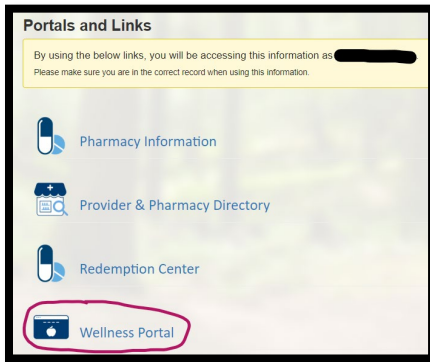 Portals and Links
By using the below links, you will be accessing this information as
Please make sure you are in the correct record when using this information.
Pharmacy Information
Provider & Pharmacy Directory
Redemption Center
Wellness Portal